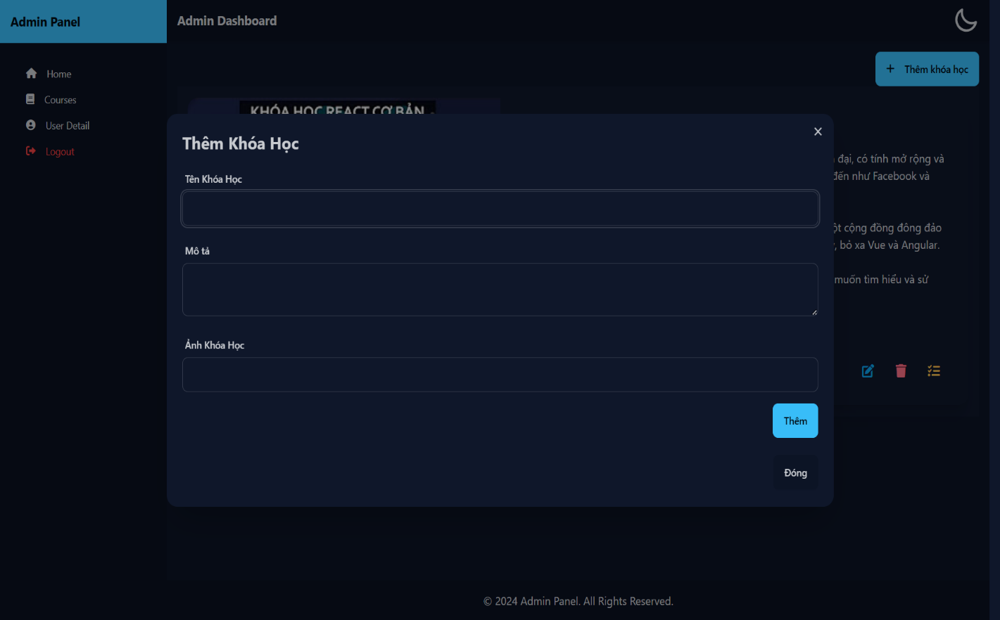 Admin Panel
Admin Dashboard
Home
Courses
User Detail
Logout
Thêm khóa học
KHÓA HỌC REACT CƠ BẢN
đại, có tính mở rộng và
đến như Facebook và
ột cộng đồng đông đảo
, bỏ xa Vue và Angular.
muốn tìm hiểu và sử
Thêm Khóa Học
Tên Khóa Học
Mô tả
Ảnh Khóa Học
Thêm
Đóng
© 2024 Admin Panel. All Rights Reserved.